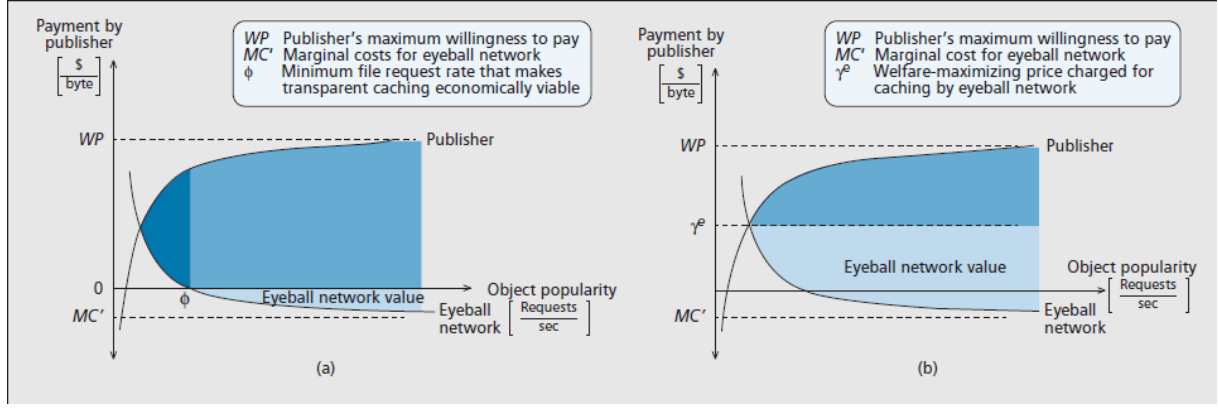 Payment by
publisher
[ $
byte ]
WP Publisher's maximum willingness to pay
MC' Marginal costs for eyeball network
ϕ Minimum file request rate that makes
transparent caching economically viable
WP
Publisher
0
ϕ
Eyeball network value
Object popularity
[ Requests
sec ]
MC'
Eyeball
network
(a)
Payment by
publisher
[ $
byte ]
WP Publisher's maximum willingness to pay
MC' Marginal cost for eyeball network
γᵉ Welfare-maximizing price charged for
caching by eyeball network
WP
Publisher
γᵉ
Eyeball network value
Object popularity
[ Requests
sec ]
MC'
Eyeball
network
(b)